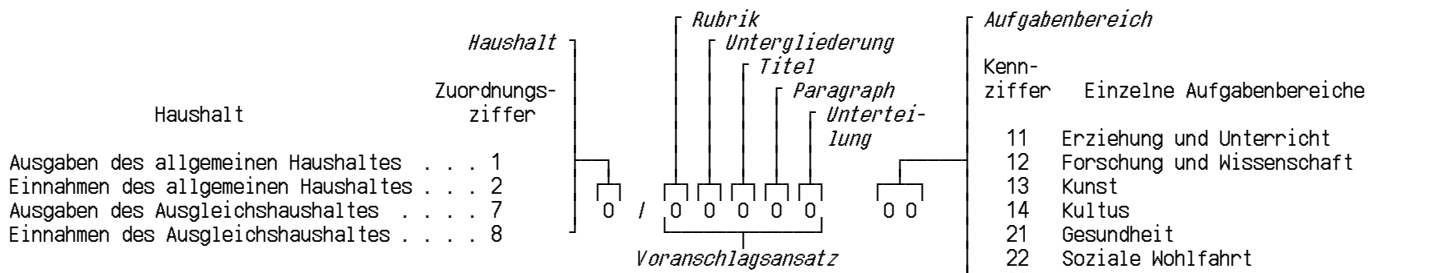 Rubrik Aufgabenbereich
Haushalt Untergliederung
Titel Kenn-
Zuordnungs- Paragraph ziffer Einzelne Aufgabenbereiche
Haushalt ziffer Untertei-
lung 11 Erziehung und Unterricht
Ausgaben des allgemeinen Haushaltes . . . 1 12 Forschung und Wissenschaft
Einnahmen des allgemeinen Haushaltes . . . 2 13 Kunst
Ausgaben des Ausgleichshaushaltes . . . . 7 0 / 0 0 0 0 0 0 0 14 Kultus
Einnahmen des Ausgleichshaushaltes . . . . 8 21 Gesundheit
Voranschlagsansatz 22 Soziale Wohlfahrt